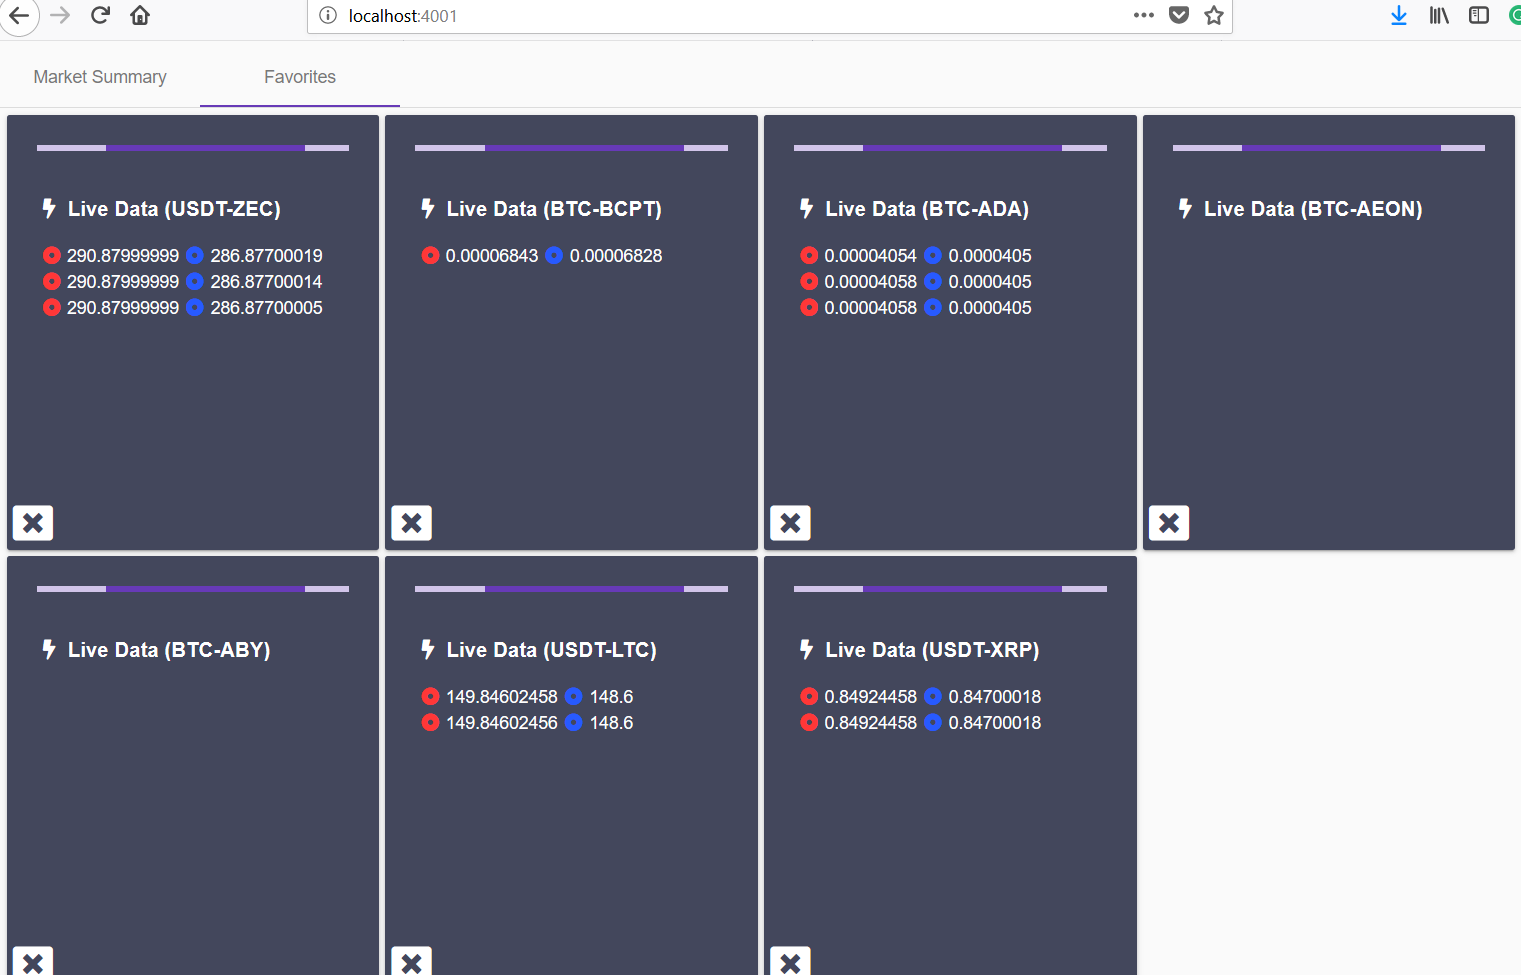 localhost:4001
Market Summary
Favorites
Live Data (USDT-ZEC)
290.87999999 286.87700019
290.87999999 286.87700014
290.87999999 286.87700005
Live Data (BTC-BCPT)
0.00006843 0.00006828
Live Data (BTC-ADA)
0.00004054 0.0000405
0.00004058 0.0000405
0.00004058 0.0000405
Live Data (BTC-AEON)
Live Data (BTC-ABY)
Live Data (USDT-LTC)
149.84602458 148.6
149.84602456 148.6
Live Data (USDT-XRP)
0.84924458 0.84700018
0.84924458 0.84700018